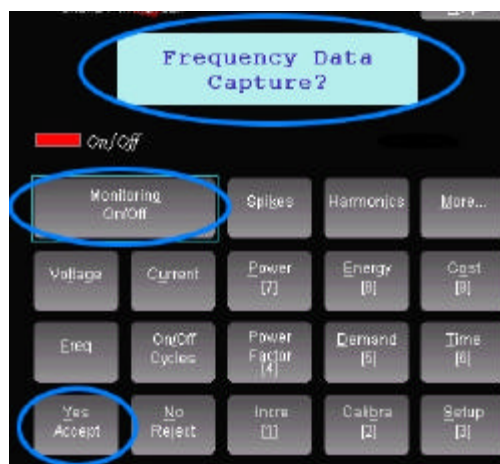 Frequency Data
Capture?
On/Off
Monitoring
On/Off
Spikes
Harmonics
More...
Voltage
Current
Power
[7]
Energy
[8]
Cost
[9]
Freq
On/Off
Cycles
Power
Factor
[4]
Demand
[5]
Time
[6]
Yes
Accept
No
Reject
Incre
[1]
Calibra
[2]
Setup
[3]